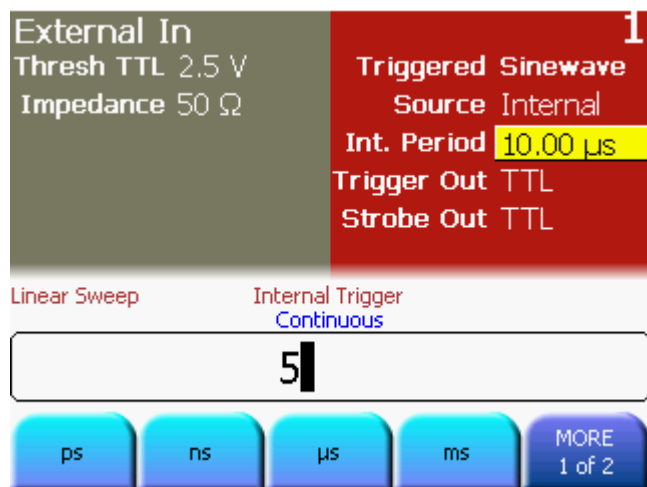 External In
Thresh TTL 2.5 V
Impedance 50 Ω
1
Triggered Sinewave
Source Internal
Int. Period 10.00 µs
Trigger Out TTL
Strobe Out TTL
Linear Sweep
Internal Trigger
Continuous
5
ps
ns
µs
ms
MORE
1 of 2